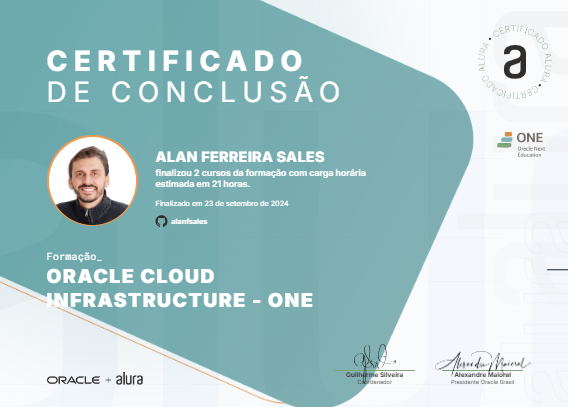 CERTIFICADO
DE CONCLUSÃO
CERTIFICADO ALURA • CERTIFICADO ALURA •
a
ONE
Oracle Next
Education
ALAN FERREIRA SALES
finalizou 2 cursos da formação com carga horária
estimada em 21 horas.
Finalizado em 23 de setembro de 2024
alanfsales
Formação_
ORACLE CLOUD
INFRASTRUCTURE - ONE
ORACLE + alura
Guilherme Silveira
Coordenador
Alexandre Maioral
Presidente Oracle Brasil